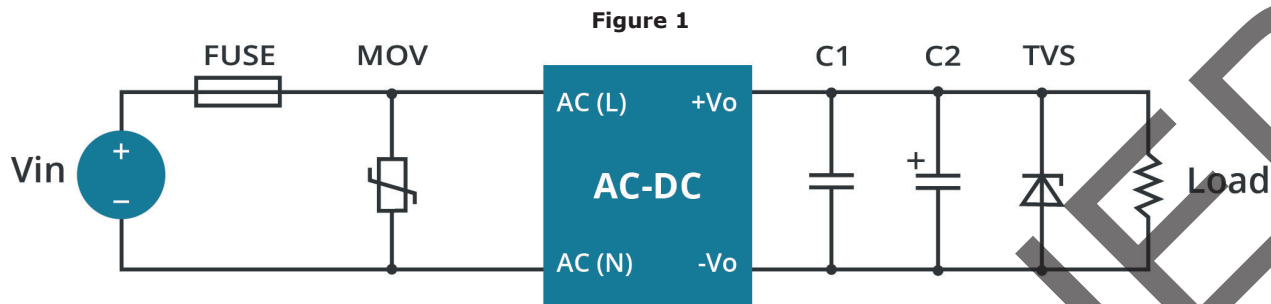 Figure 1
FUSE
MOV
C1
C2
TVS
AC (L)
+Vo
Vin
+
−
AC-DC
+
Load
AC (N)
-Vo